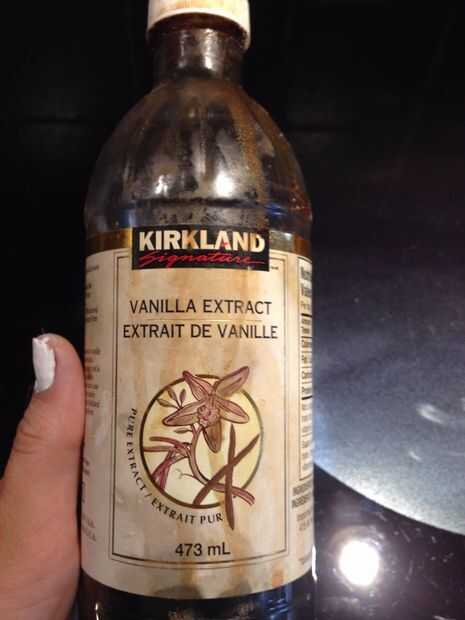 KIRKLAND
Signature
VANILLA EXTRACT
EXTRAIT DE VANILLE
PURE EXTRACT / EXTRAIT PUR
473 mL